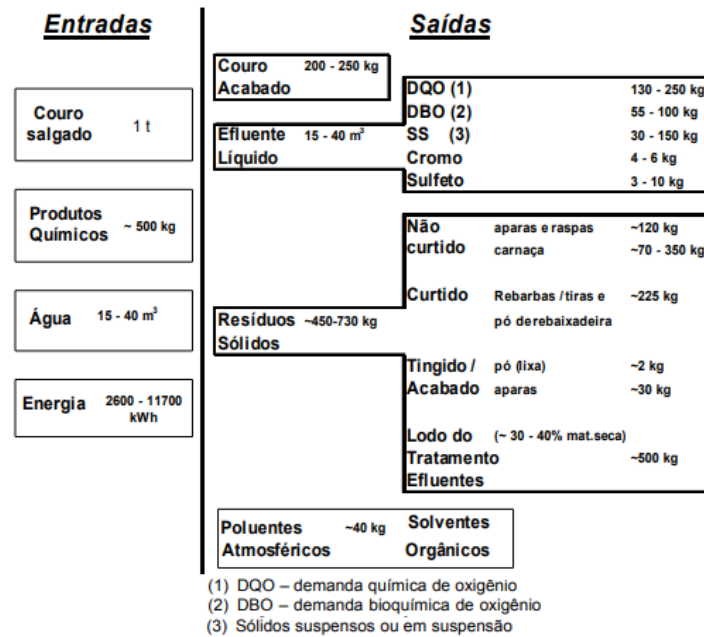 Entradas
Couro
salgado 1 t
Produtos
Químicos ~ 500 kg
Água 15 - 40 m³
Energia 2600 - 11700
kWh
Saídas
Couro 200 - 250 kg
Acabado
Efluente 15 - 40 m³
Líquido
DQO (1) 130 - 250 kg
DBO (2) 55 - 100 kg
SS (3) 30 - 150 kg
Cromo 4 - 6 kg
Sulfeto 3 - 10 kg
Resíduos ~450-730 kg
Sólidos
Não aparas e raspas ~120 kg
curtido carnaça ~70 - 350 kg
Curtido Rebarbas / tiras e ~225 kg
pó de rebaixadeira
Tingido / pó (lixa) ~2 kg
Acabado aparas ~30 kg
Lodo do (~ 30 - 40% mat.seca)
Tratamento ~500 kg
Efluentes
Poluentes ~40 kg Solventes
Atmosféricos Orgânicos
(1) DQO – demanda química de oxigênio
(2) DBO – demanda bioquímica de oxigênio
(3) Sólidos suspensos ou em suspensão